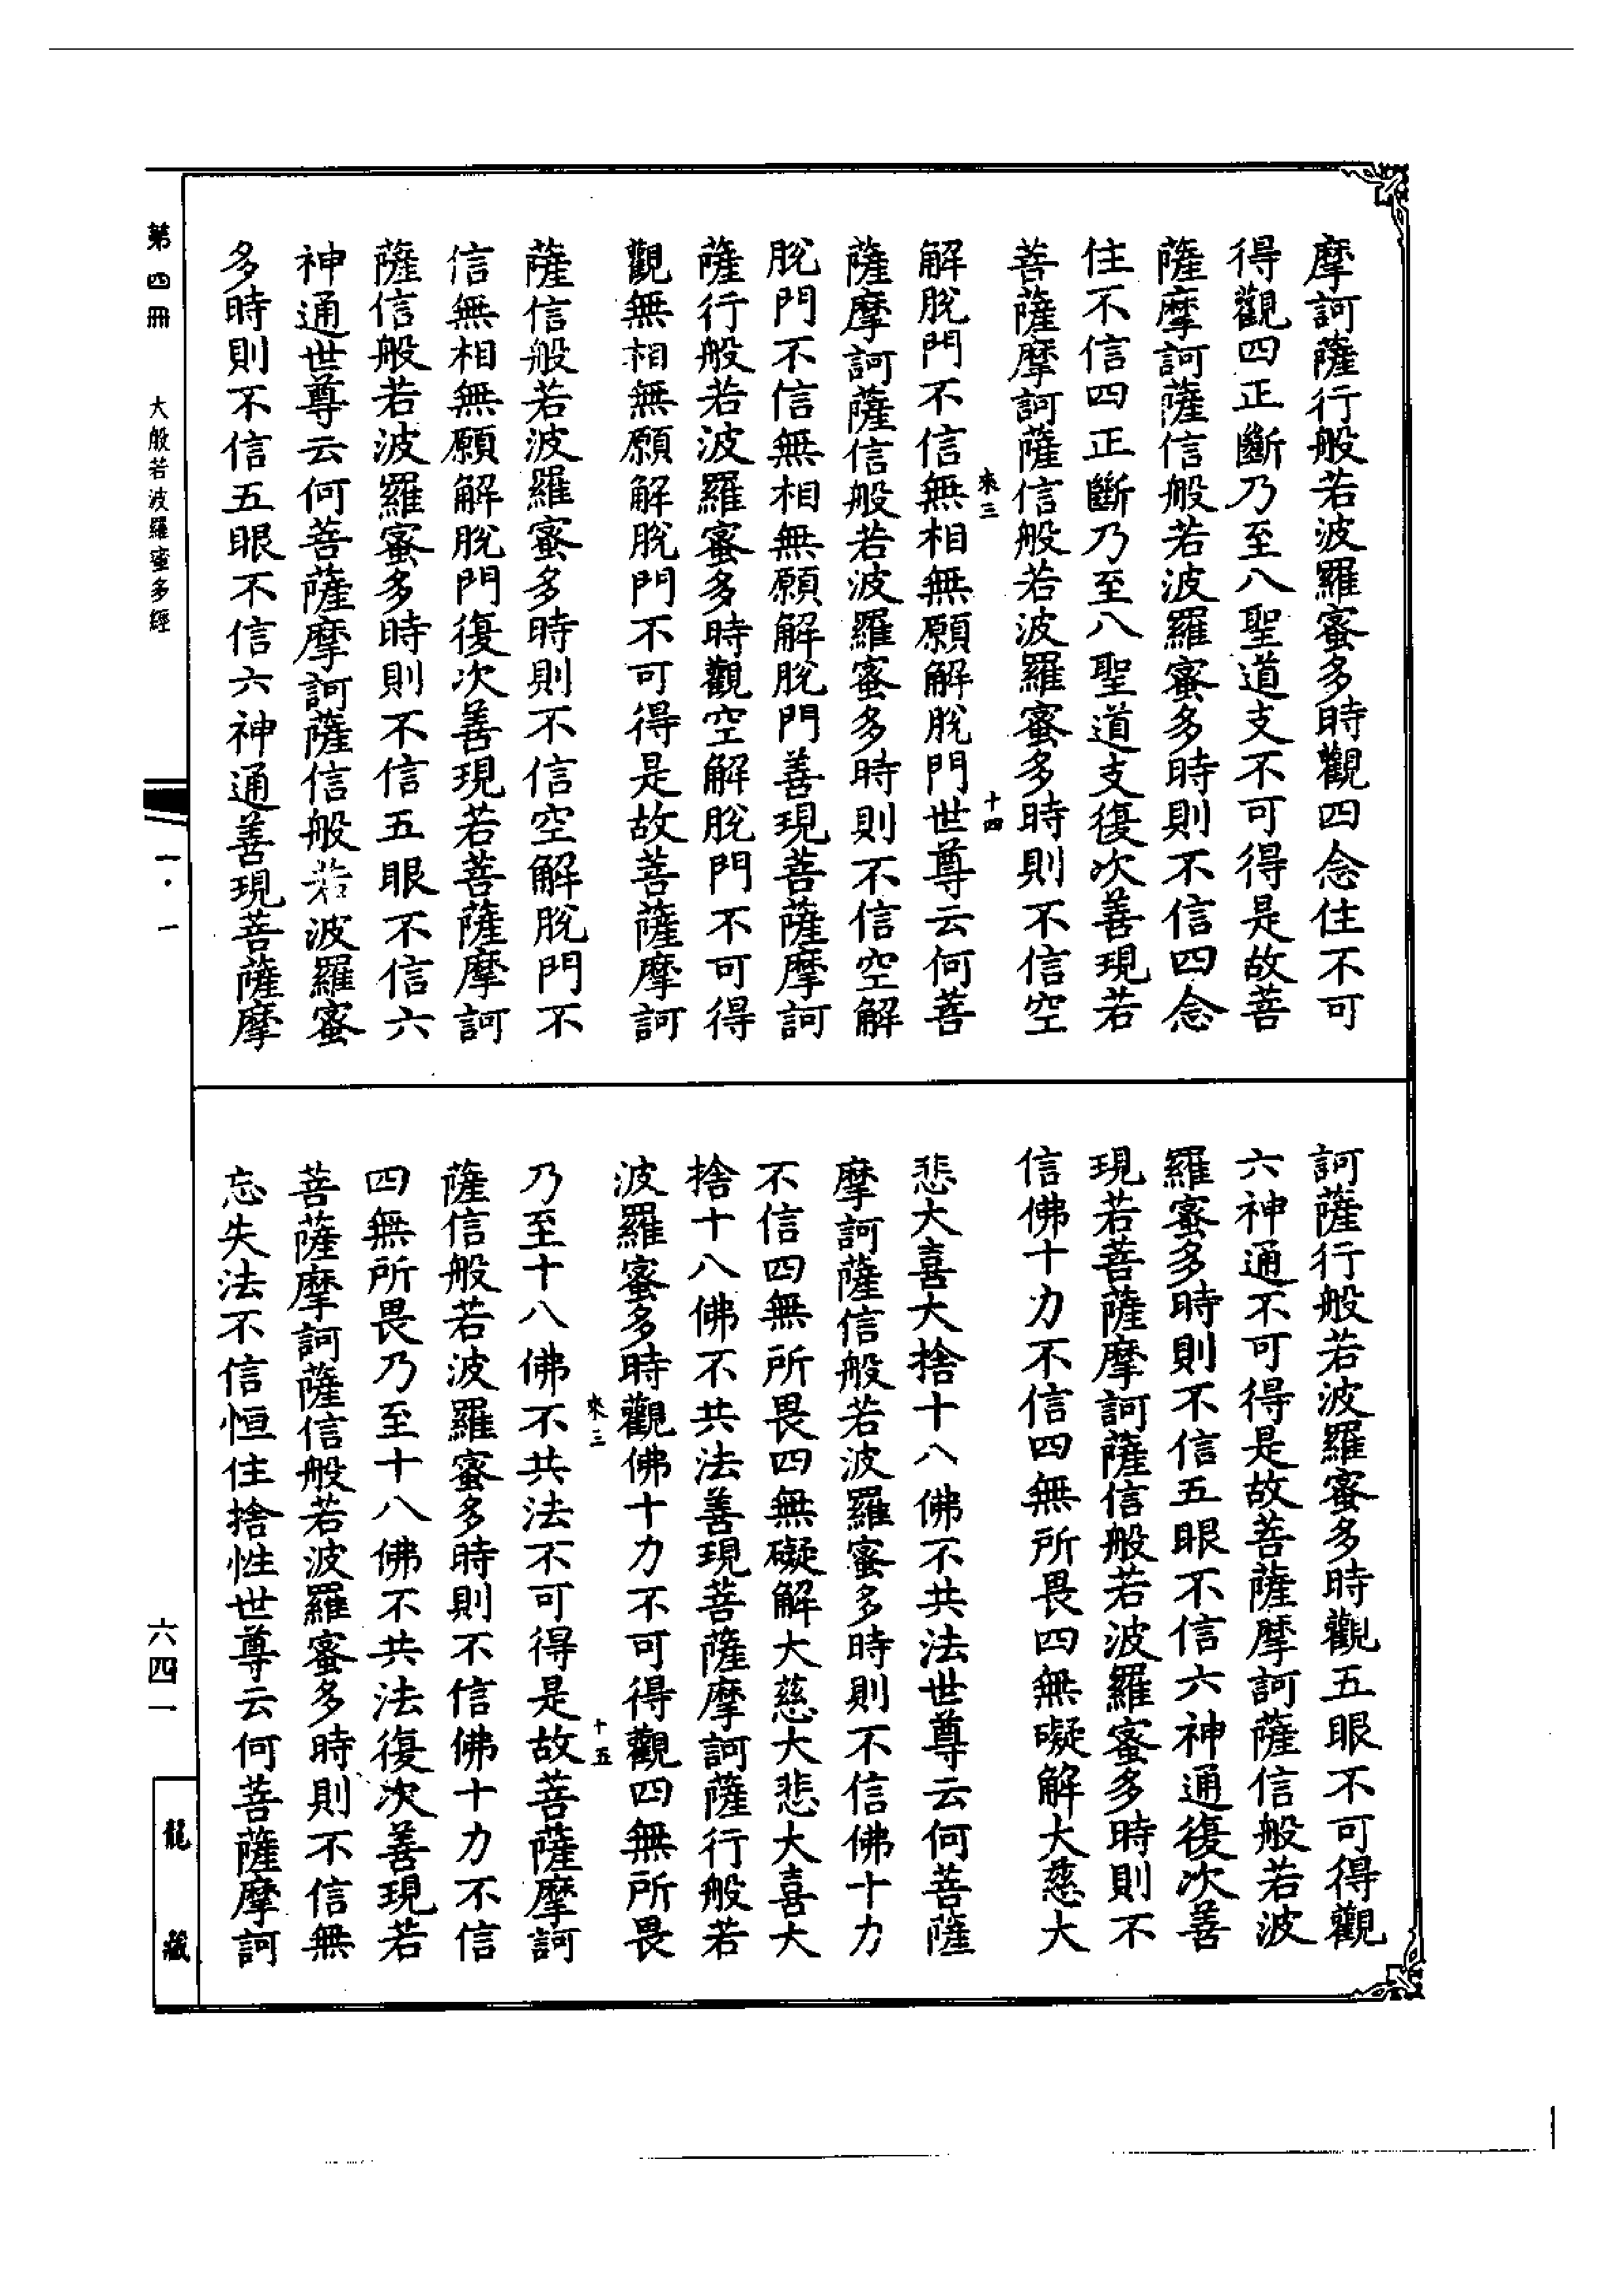 摩訶薩行般若波羅蜜多時觀四念住不可
得觀四正斷乃至八聖道支不可得是故菩
薩摩訶薩信般若波羅蜜多時則不信四念
住不信四正斷乃至八聖道支復次善現若
菩薩摩訶薩信般若波羅蜜多時則不信空
來三
十四
解脫門不信無相無願解脫門世尊云何菩
薩摩訶薩信般若波羅蜜多時則不信空解
脫門不信無相無願解脫門善現菩薩摩訶
薩行般若波羅蜜多時觀空解脫門不可得
觀無相無願解脫門不可得是故菩薩摩訶
薩信般若波羅蜜多時則不信空解脫門不
信無相無願解脫門復次善現若菩薩摩訶
薩信般若波羅蜜多時則不信五眼不信六
神通世尊云何菩薩摩訶薩信般若波羅蜜
多時則不信五眼不信六神通善現菩薩摩
訶薩行般若波羅蜜多時觀五眼不可得觀
六神通不可得是故菩薩摩訶薩信般若波
羅蜜多時則不信五眼不信六神通復次善
現若菩薩摩訶薩信般若波羅蜜多時則不
信佛十力不信四無所畏四無礙解大慈大
悲大喜大捨十八佛不共法世尊云何菩薩
摩訶薩信般若波羅蜜多時則不信佛十力
不信四無所畏四無礙解大慈大悲大喜大
捨十八佛不共法善現菩薩摩訶薩行般若
波羅蜜多時觀佛十力不可得觀四無所畏
來三
十五
乃至十八佛不共法不可得是故菩薩摩訶
薩信般若波羅蜜多時則不信佛十力不信
四無所畏乃至十八佛不共法復次善現若
菩薩摩訶薩信般若波羅蜜多時則不信無
忘失法不信恒住捨性世尊云何菩薩摩訶
第四冊 大般若波羅蜜多經
一·一
六四一
龍藏